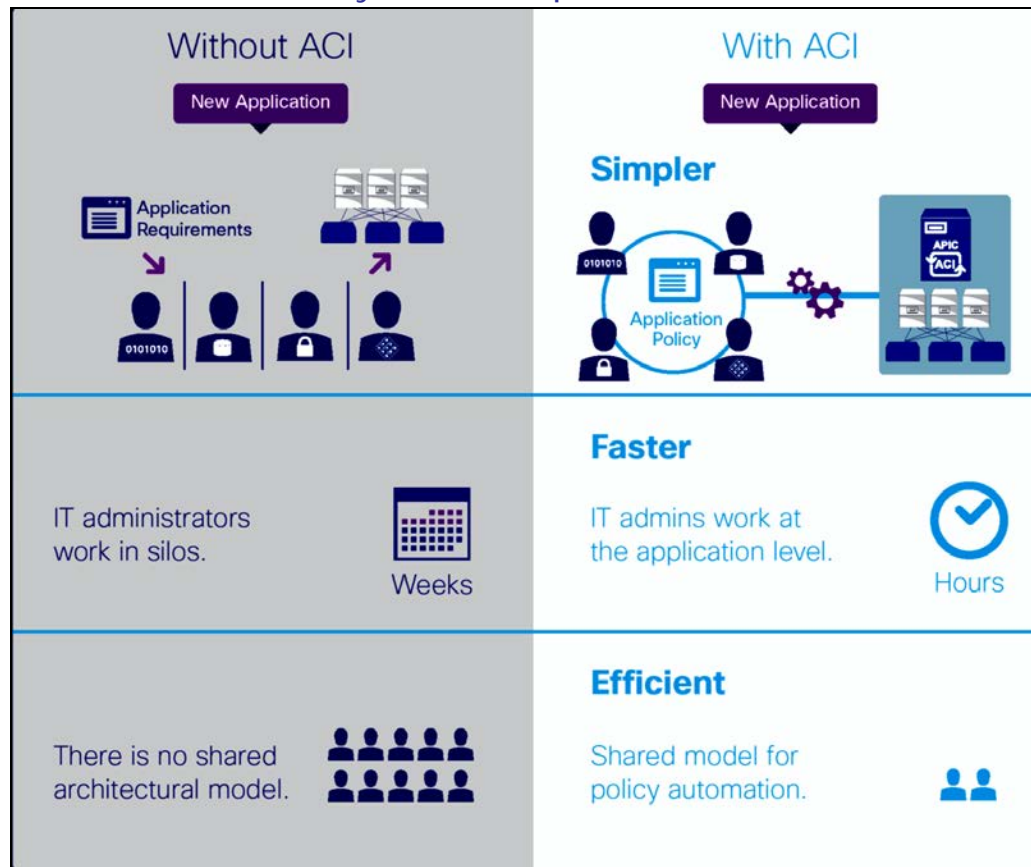 Without ACI
New Application
Application
Requirements
0101010
IT administrators
work in silos.
Weeks
There is no shared
architectural model.
With ACI
New Application
Simpler
0101010
Application
Policy
APIC
ACI
Faster
IT admins work at
the application level.
Hours
Efficient
Shared model for
policy automation.